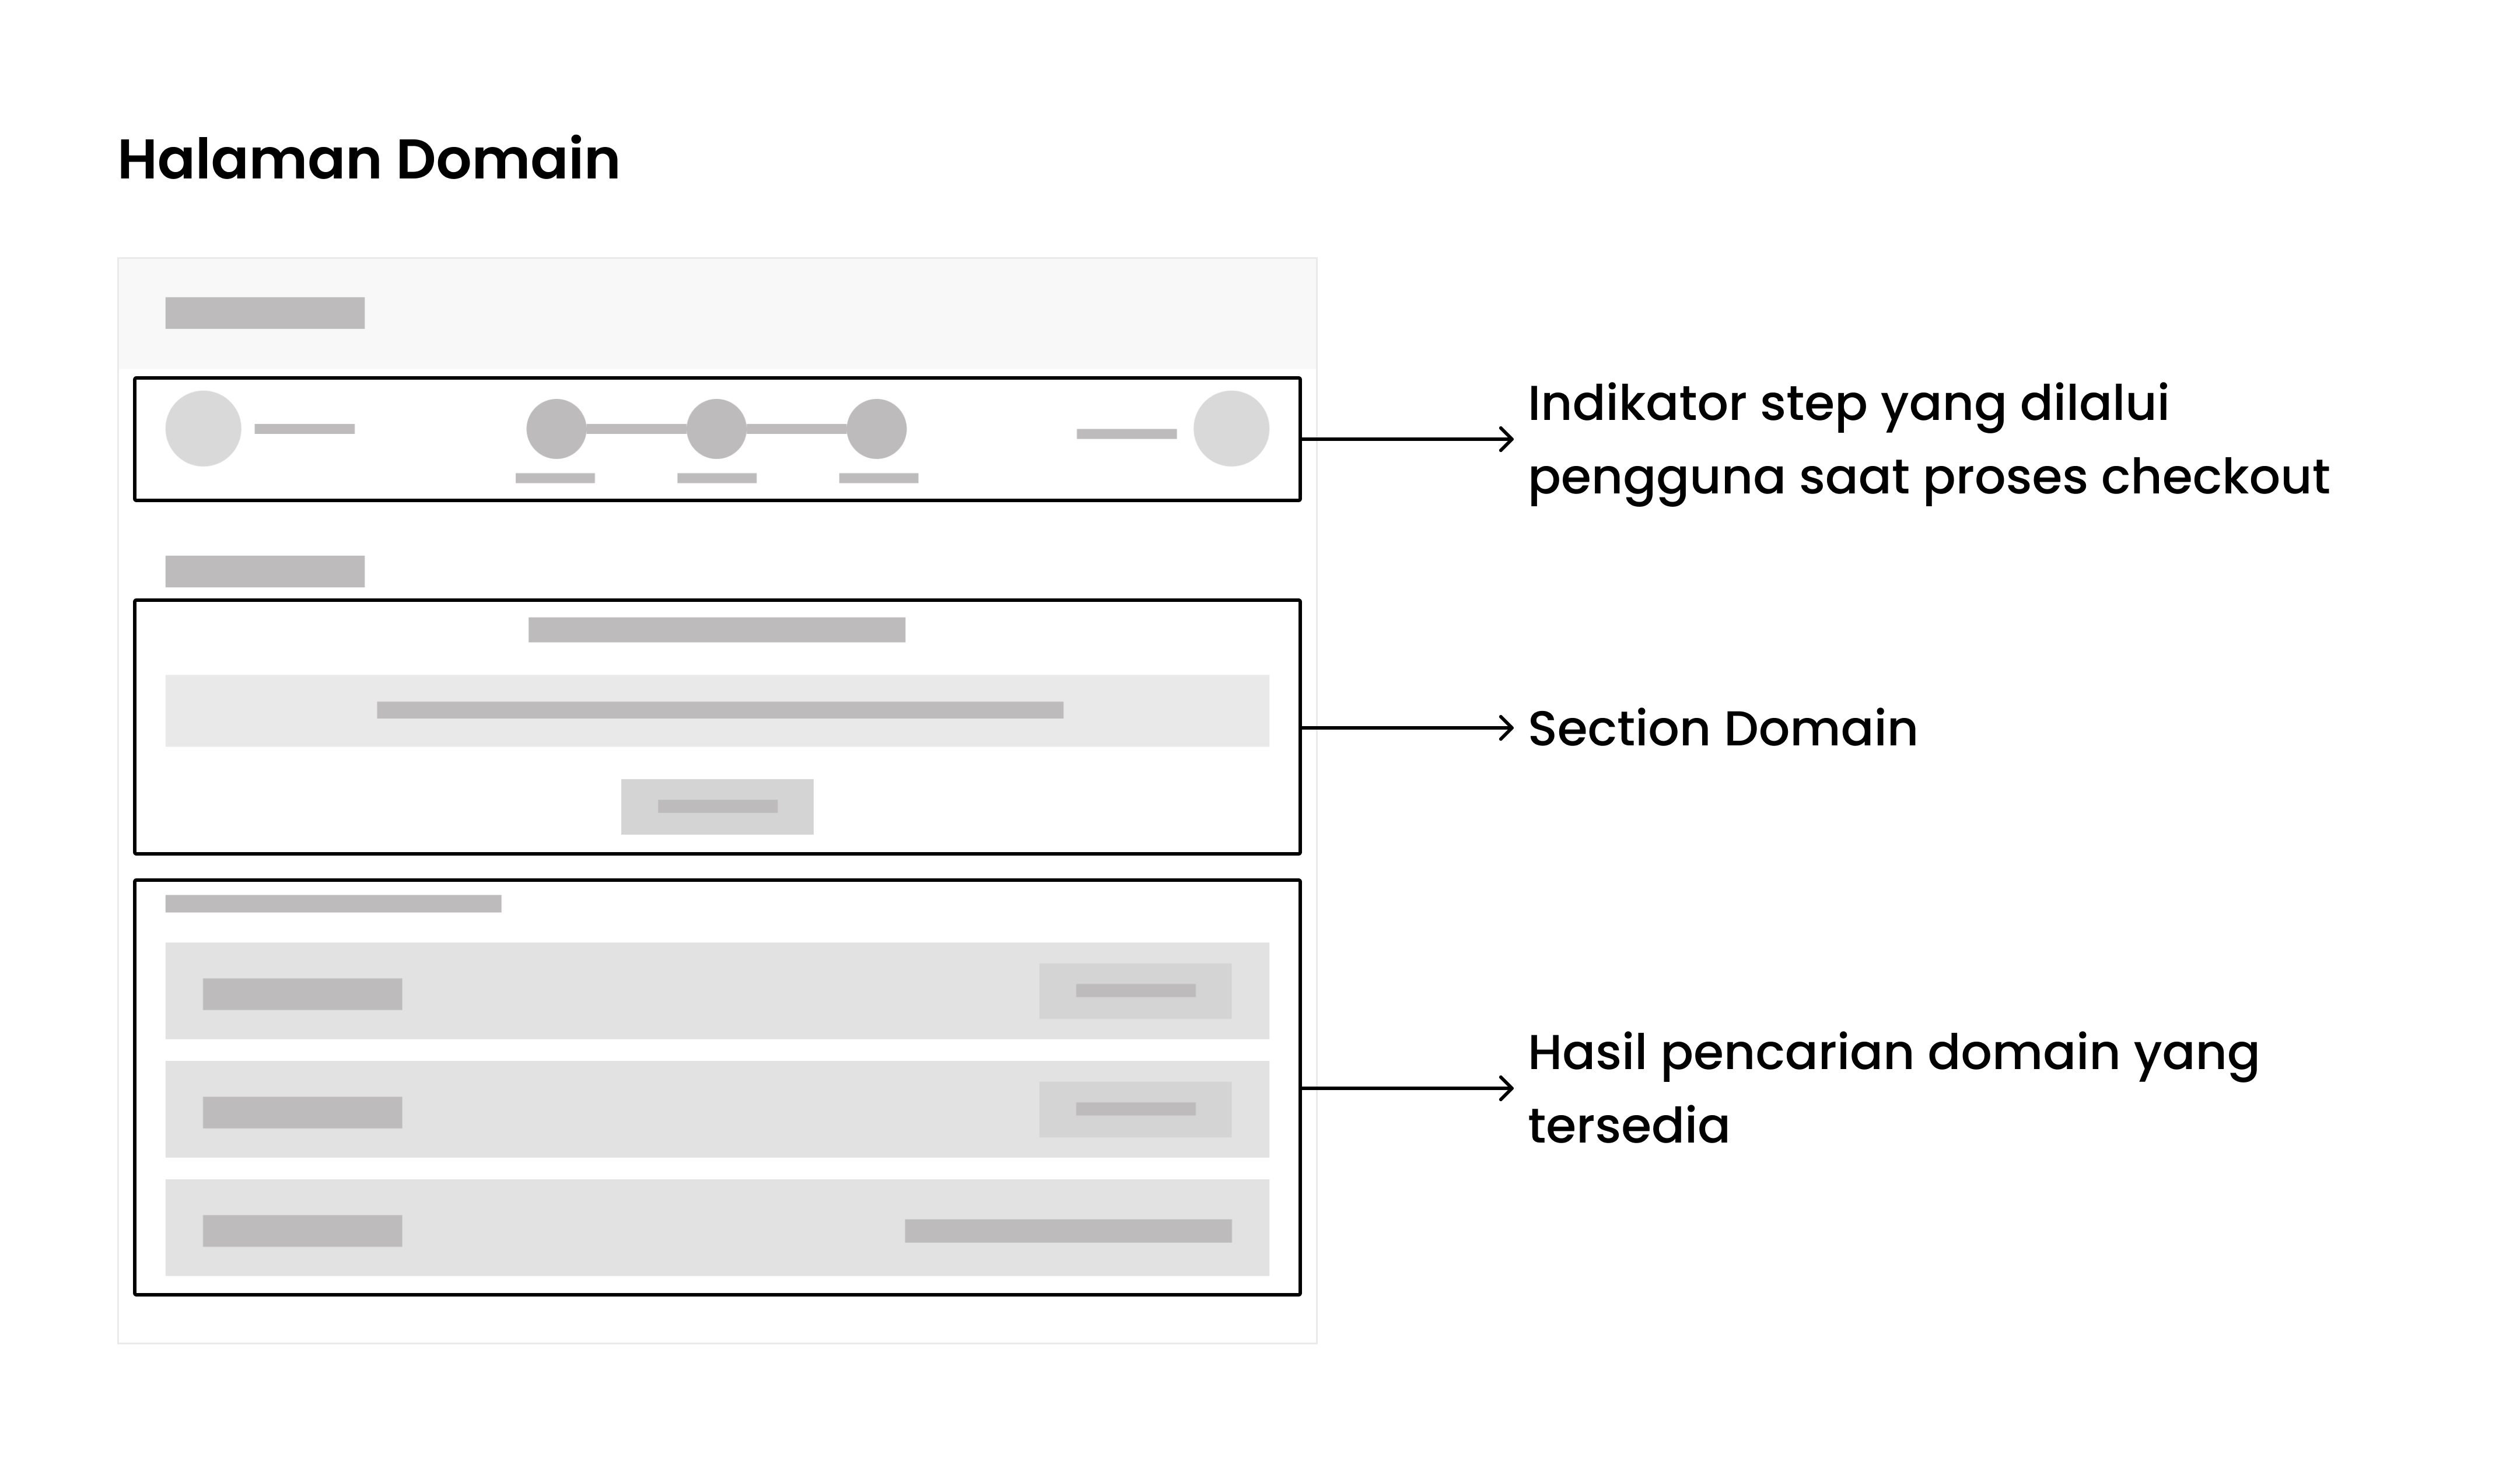 Halaman Domain
Indikator step yang dilalui
pengguna saat proses checkout
Section Domain
Hasil pencarian domain yang
tersedia